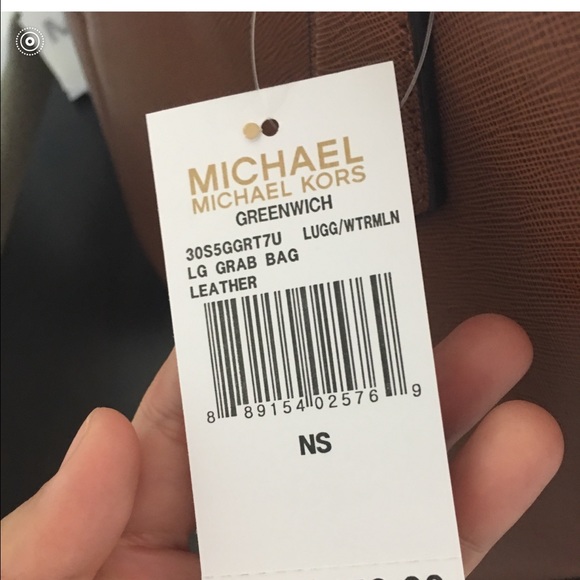 MICHAEL
MICHAEL KORS
GREENWICH
30S5GGRT7U LUGG/WTRMLN
LG GRAB BAG
LEATHER
8 89154 02576 9
NS